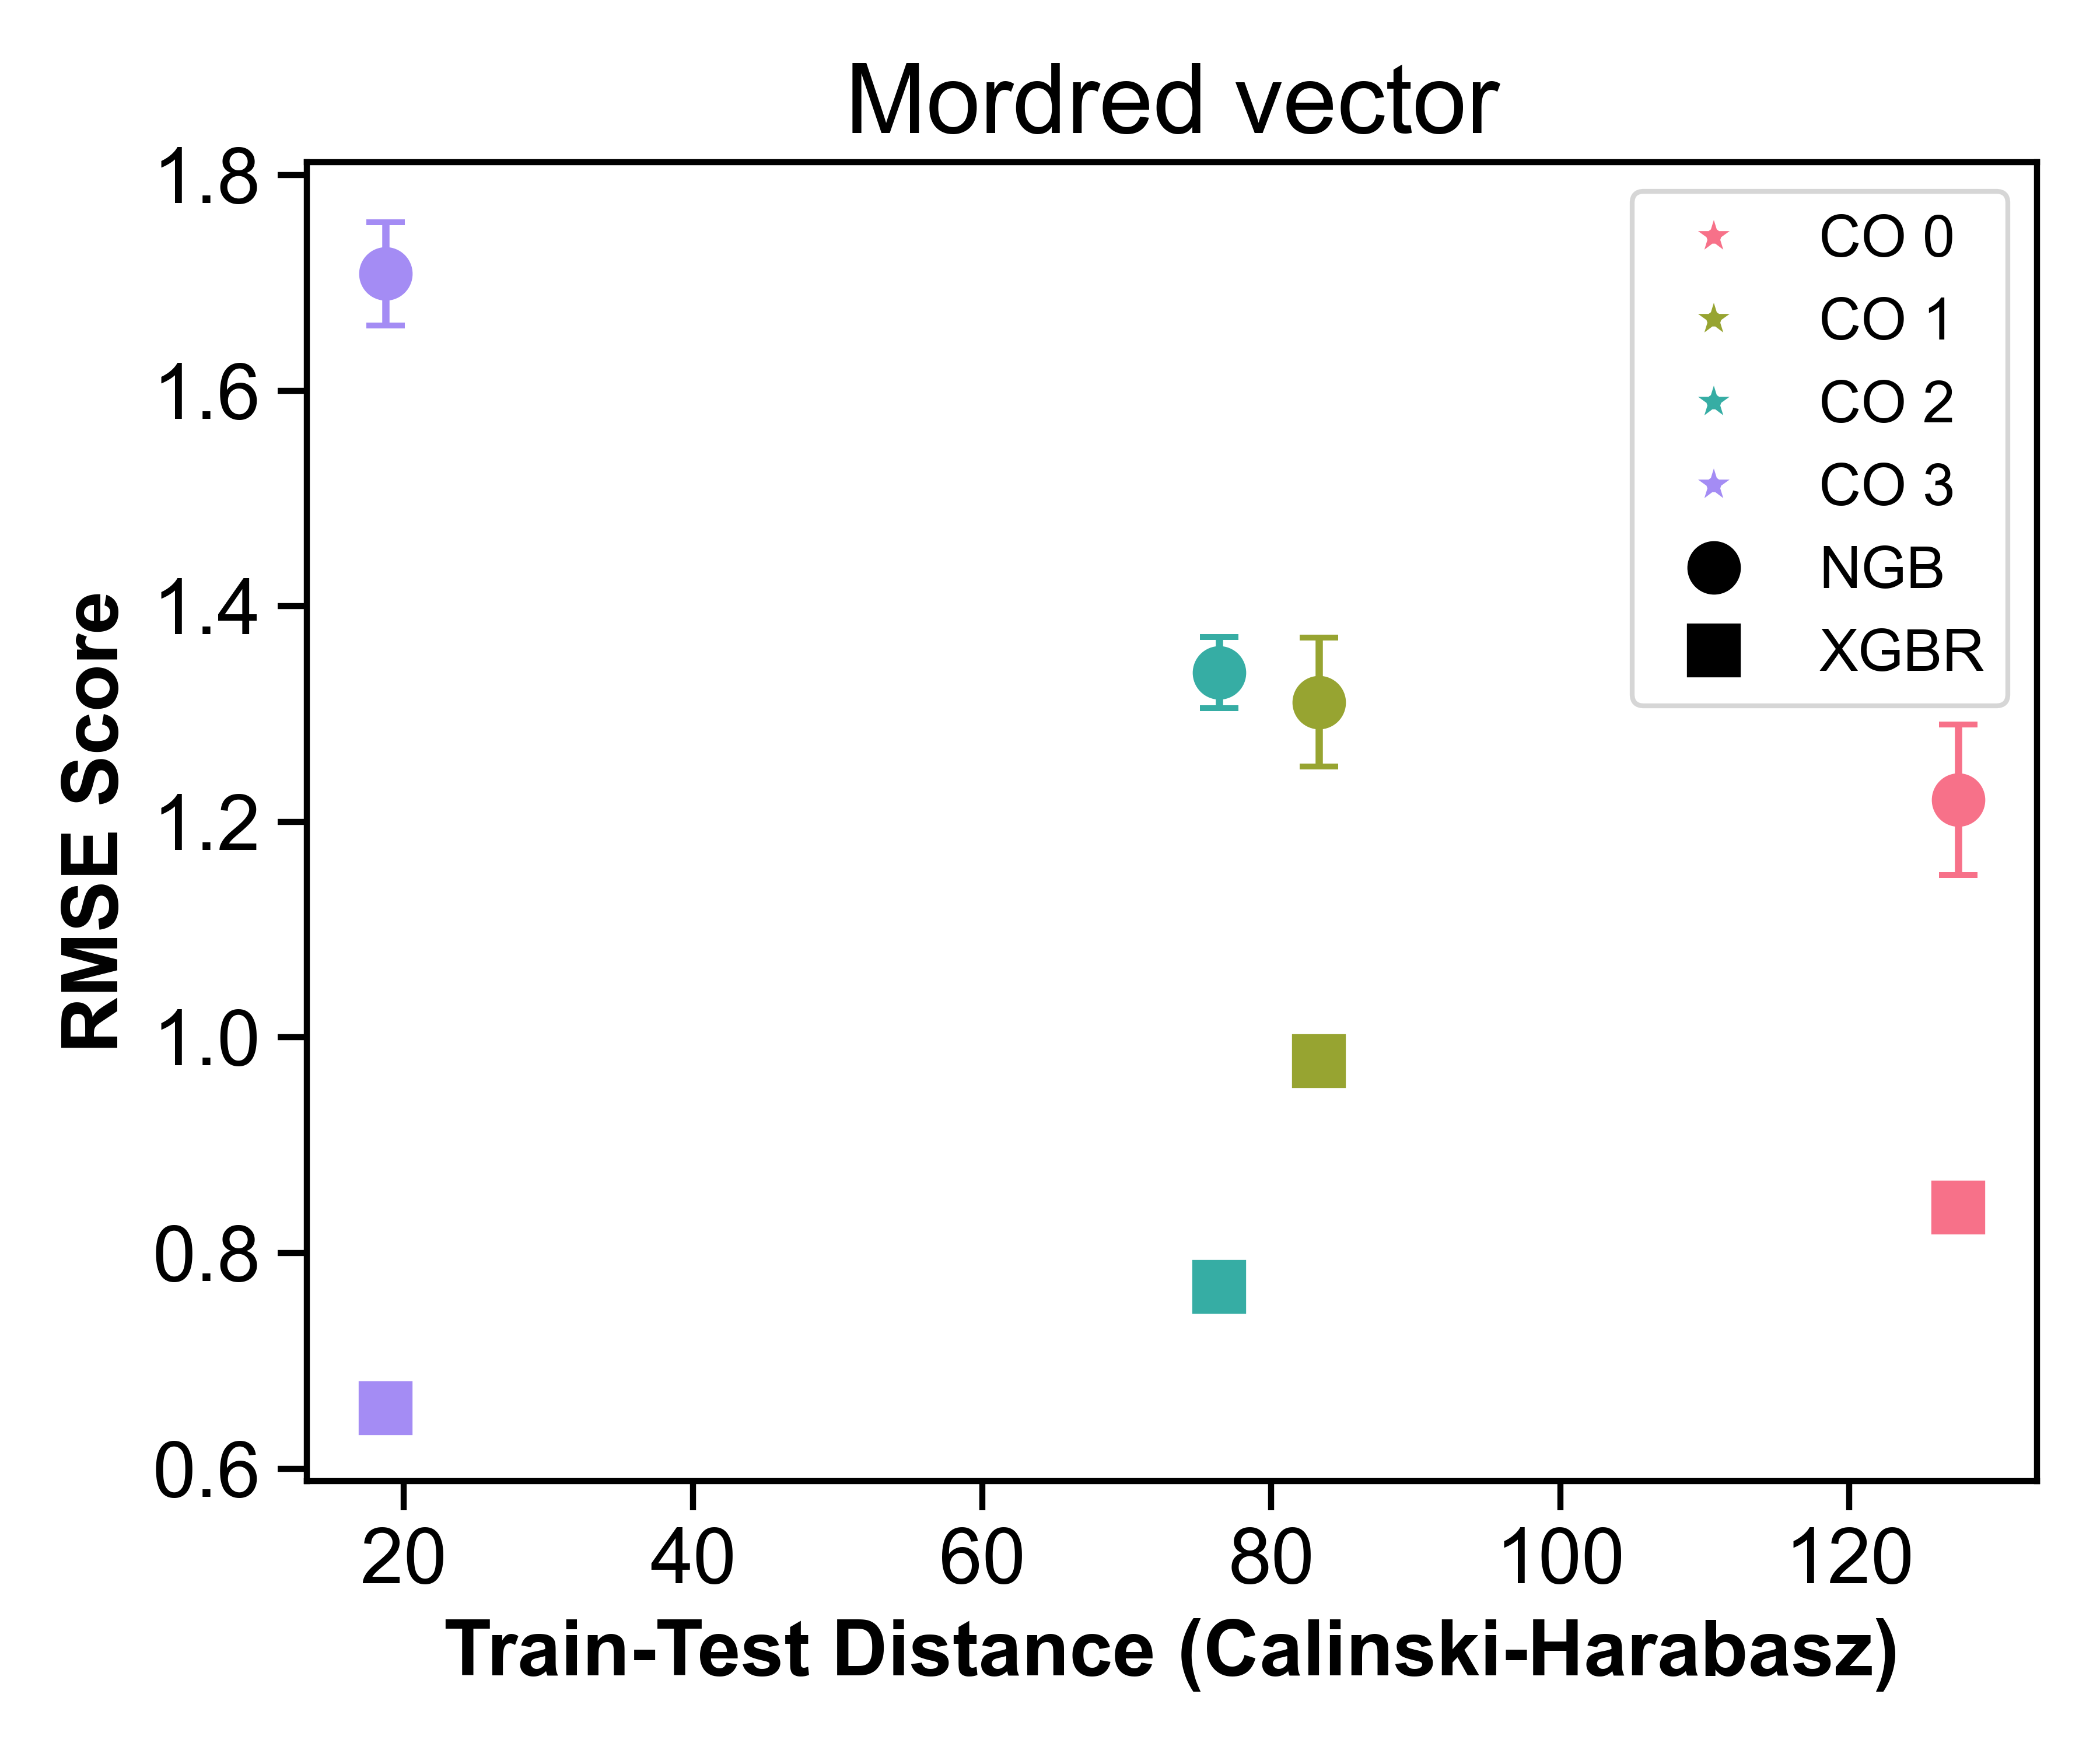 Mordred vector
1.8
1.6
1.4
1.2
1.0
0.8
0.6
RMSE Score
CO 0
CO 1
CO 2
CO 3
NGB
XGBR
20 40 60 80 100 120
Train-Test Distance (Calinski-Harabasz)